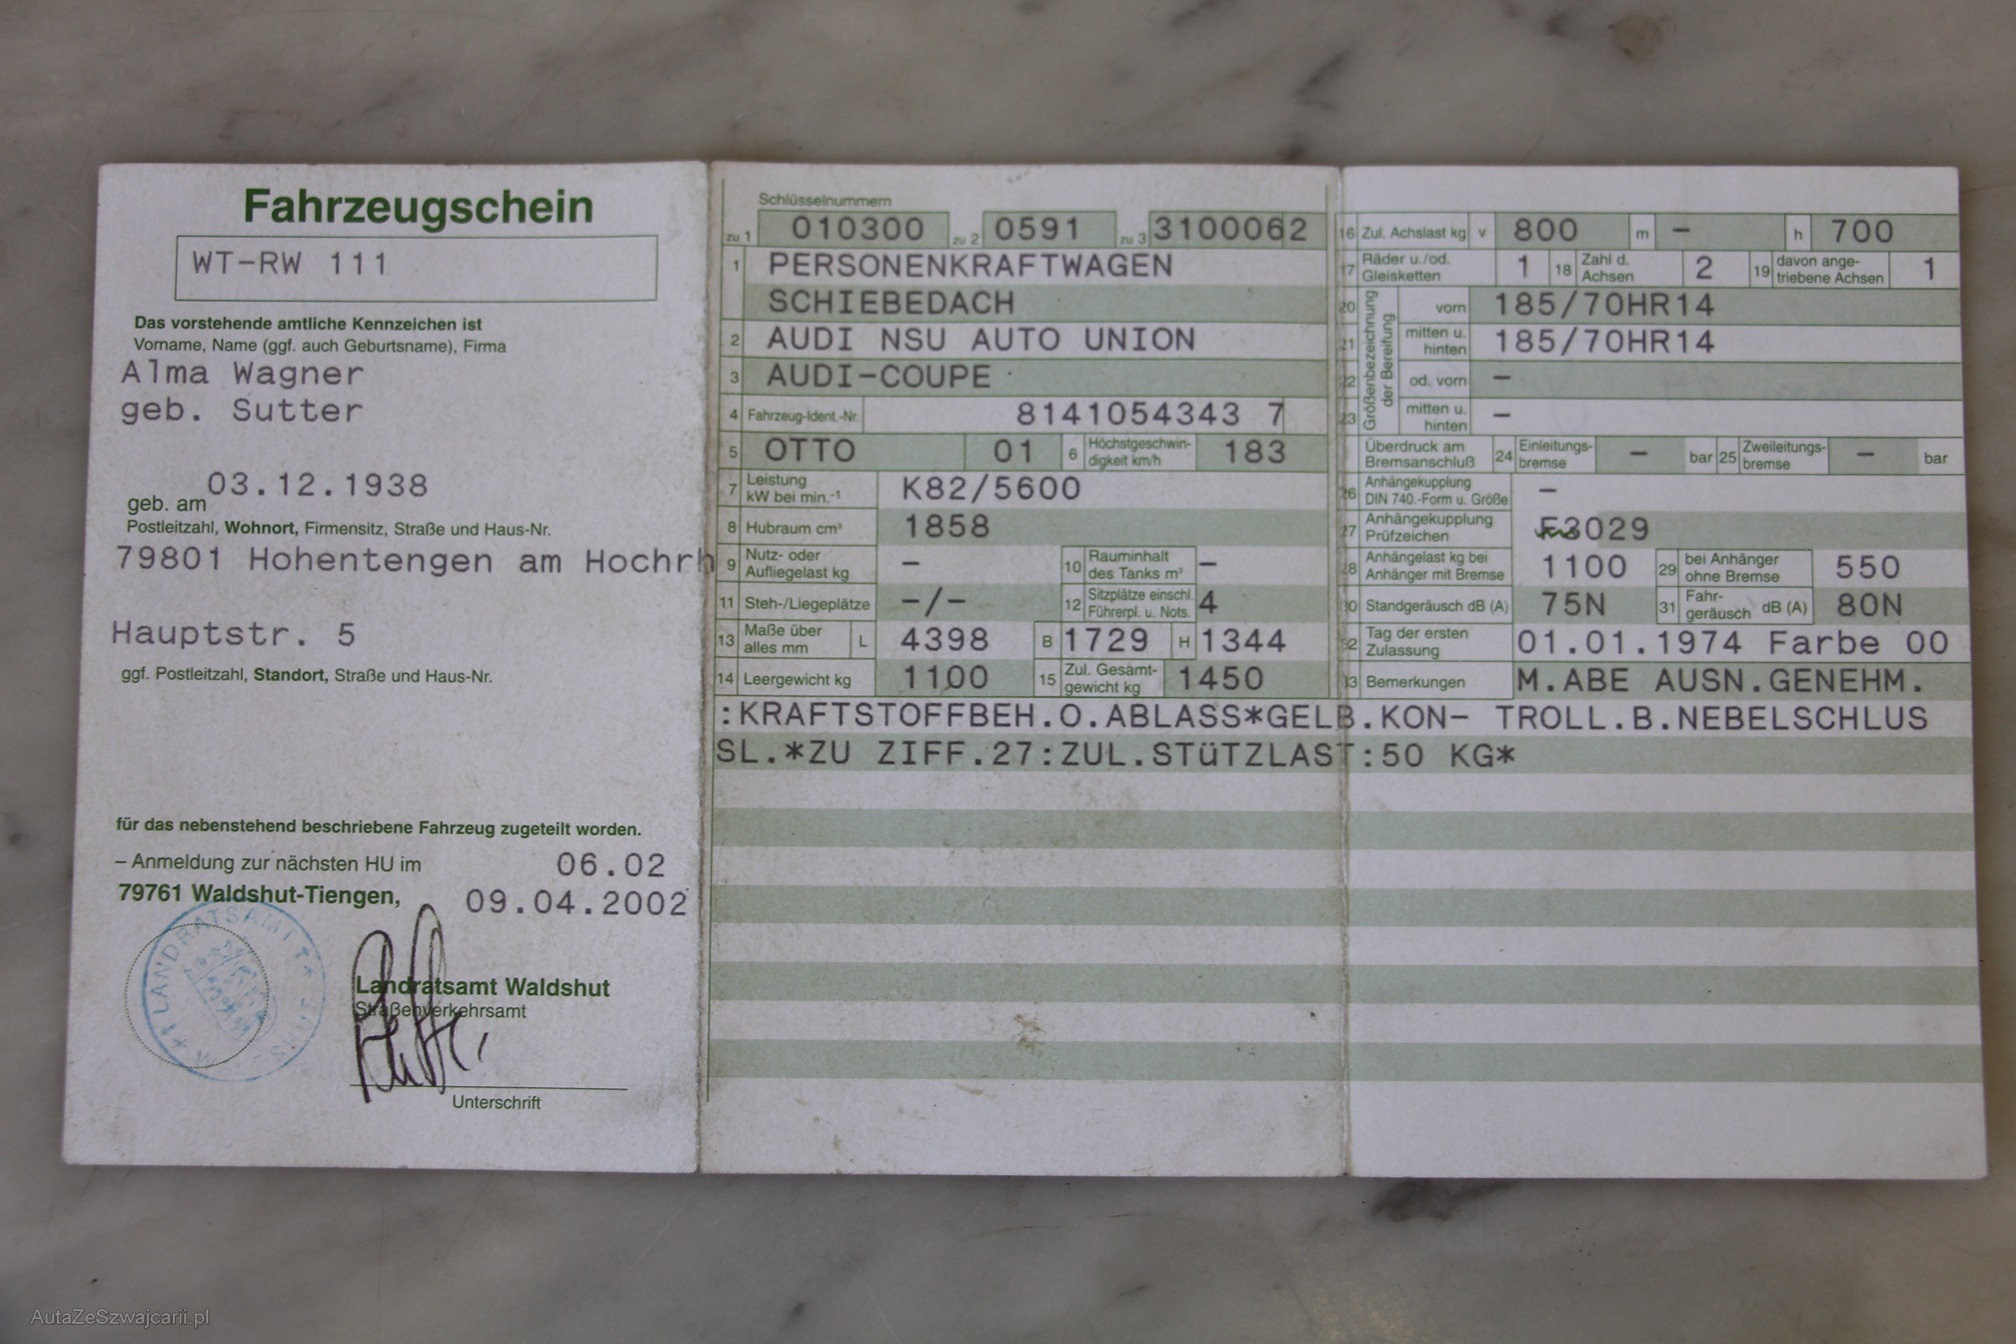 Fahrzeugschein
WT-RW 111
Das vorstehende amtliche Kennzeichen ist
Vorname, Name (ggf. auch Geburtsname), Firma
Alma Wagner
geb. Sutter
geb. am 03.12.1938
Postleitzahl, Wohnort, Firmensitz, Straße und Haus-Nr.
79801 Hohentengen am Hochrh
Hauptstr. 5
ggf. Postleitzahl, Standort, Straße und Haus-Nr.
für das nebenstehend beschriebene Fahrzeug zugeteilt worden.
– Anmeldung zur nächsten HU im 06.02
79761 Waldshut-Tiengen, 09.04.2002
LANDRATSAMT
Landratsamt Waldshut
Straßenverkehrsamt
Unterschrift
Schlüsselnummern
zu 1 010300 zu 2 0591 zu 3 3100062
1 PERSONENKRAFTWAGEN
SCHIEBEDACH
2 AUDI NSU AUTO UNION
3 AUDI-COUPE
4 Fahrzeug-Ident.-Nr. 8141054343 7
5 OTTO 01 6 Höchstgeschwin-digkeit km/h 183
7 Leistung kW bei min.-1 K82/5600
8 Hubraum cm³ 1858
9 Nutz- oder Aufliegelast kg – 10 Rauminhalt des Tanks m³ –
11 Steh-/Liegeplätze -/- 12 Sitzplätze einschl. Führerpl. u. Nots. 4
13 Maße über alles mm L 4398 B 1729 H 1344
14 Leergewicht kg 1100 15 Zul. Gesamt-gewicht kg 1450
16 Zul. Achslast kg v 800 m – h 700
17 Räder u./od. Gleisketten 1 18 Zahl d. Achsen 2 19 davon ange-triebene Achsen 1
Größenbezeichnung der Bereifung
20 vorn 185/70HR14
21 mitten u. hinten 185/70HR14
22 od. vorn –
23 mitten u. hinten –
Überdruck am Bremsanschluß 24 Einleitungs-bremse – bar 25 Zweileitungs-bremse – bar
26 Anhängekupplung DIN 740.-Form u. Größe –
27 Anhängekupplung Prüfzeichen F3029
28 Anhängelast kg bei Anhänger mit Bremse 1100 29 bei Anhänger ohne Bremse 550
30 Standgeräusch dB (A) 75N 31 Fahr-geräusch dB (A) 80N
32 Tag der ersten Zulassung 01.01.1974 Farbe 00
33 Bemerkungen M.ABE AUSN.GENEHM.
:KRAFTSTOFFBEH.O.ABLASS*GELB.KON- TROLL.B.NEBELSCHLUS
SL.*ZU ZIFF.27:ZUL.STüTZLAST:50 KG*
AutaZeSzwajcarii.pl